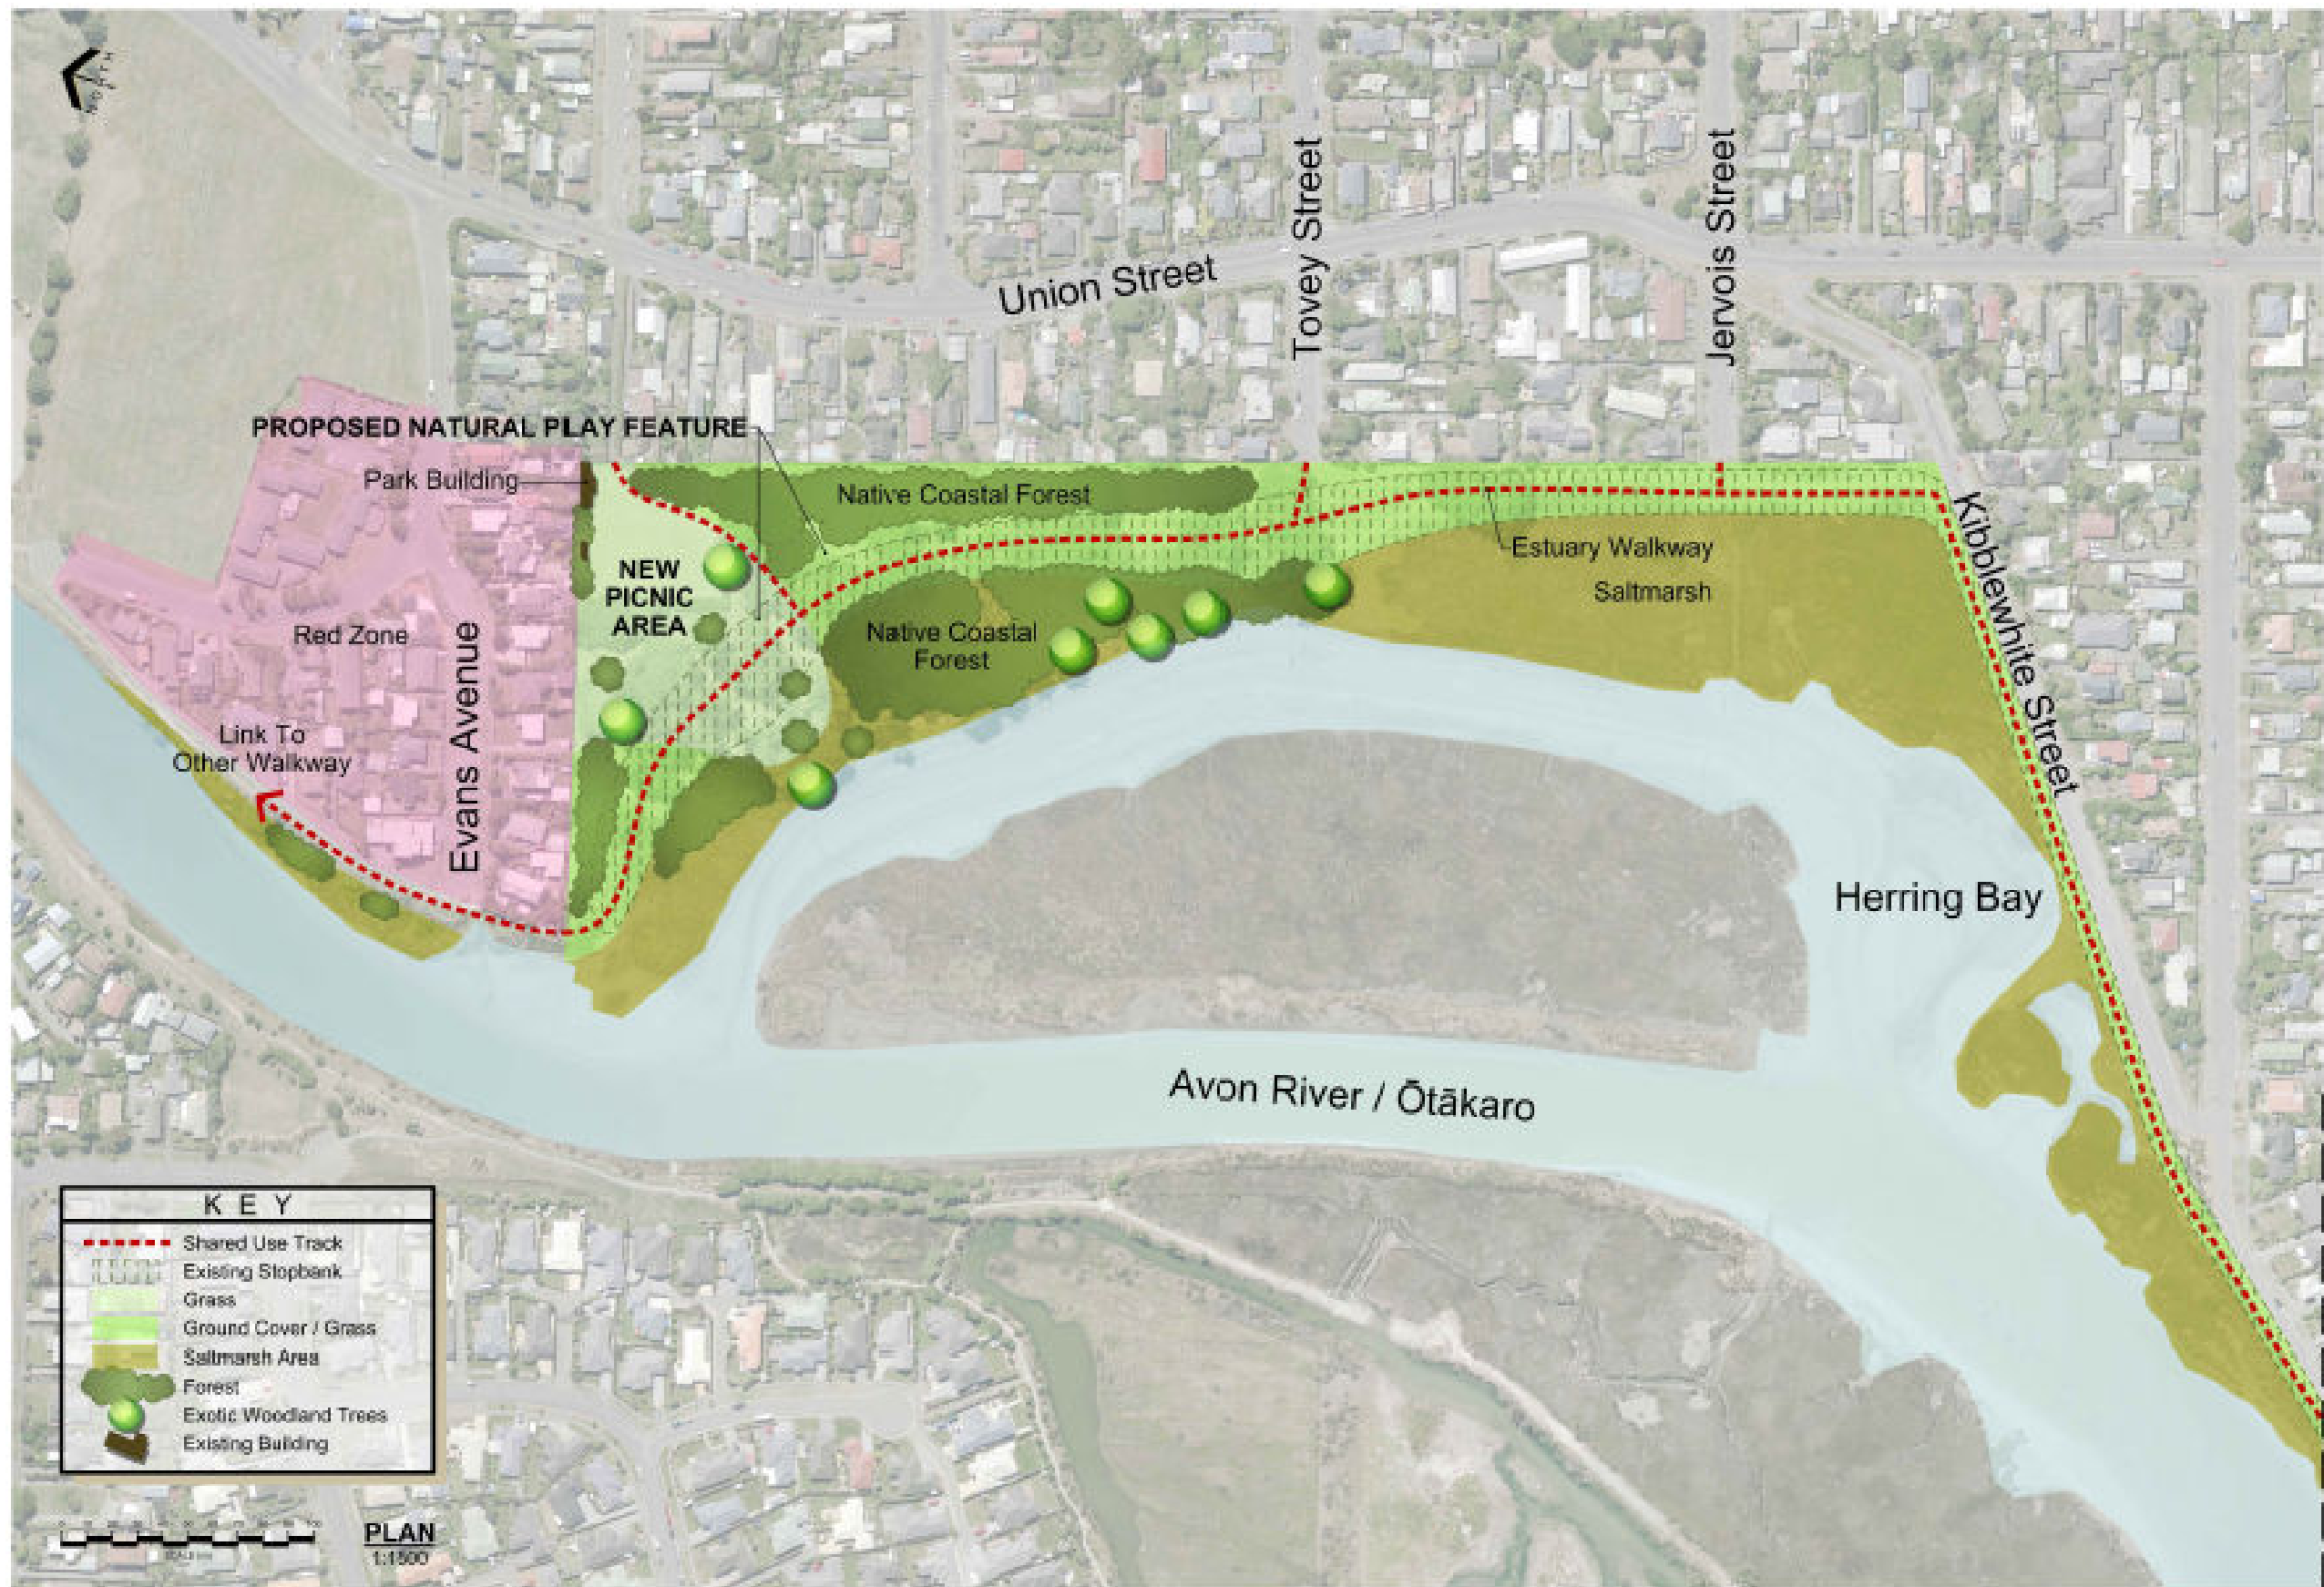 Union Street
Tovey Street
Jervois Street
PROPOSED NATURAL PLAY FEATURE
Park Building
Native Coastal Forest
Estuary Walkway
Saltmarsh
Kibblewhite Street
NEW
PICNIC
AREA
Native Coastal
Forest
Red Zone
Evans Avenue
Link To
Other Walkway
Herring Bay
Avon River / Ōtākaro
KEY
Shared Use Track
Existing Stopbank
Grass
Ground Cover / Grass
Saltmarsh Area
Forest
Exotic Woodland Trees
Existing Building
PLAN
1:1500